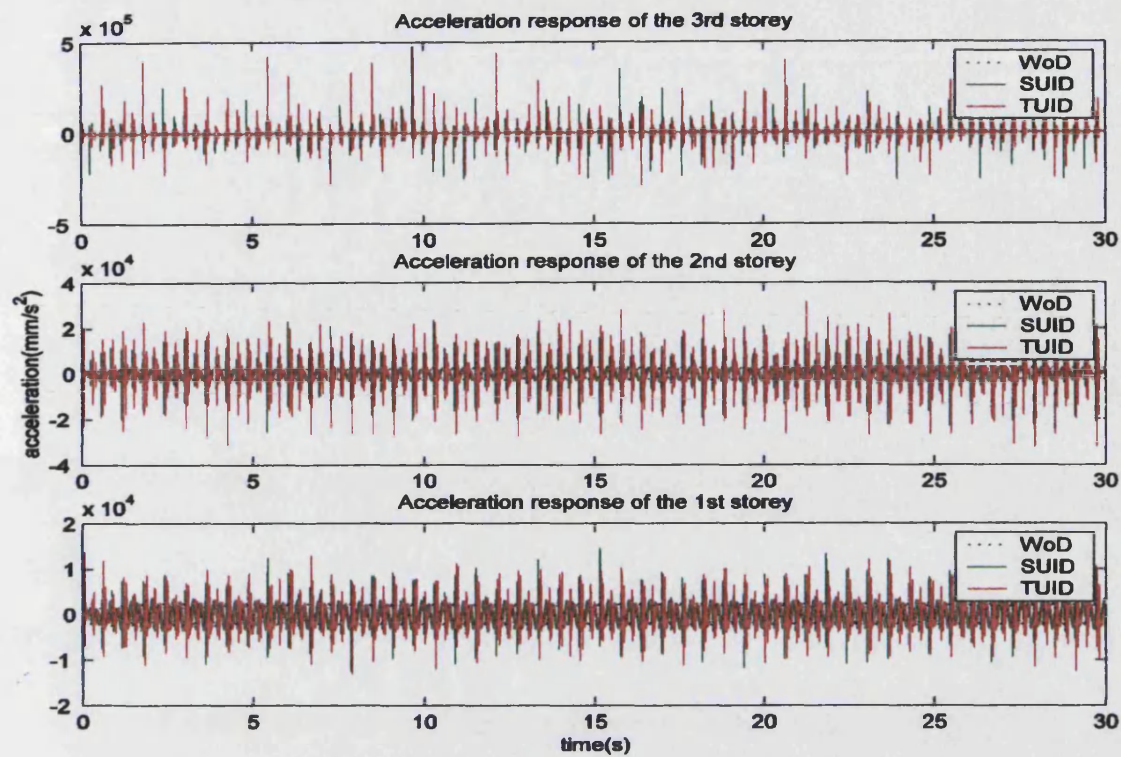 Acceleration response of the 3rd storey
x 10^5
5
0
-5
WoD
SUID
TUID
0 5 10 15 20 25 30
Acceleration response of the 2nd storey
x 10^4
4
2
0
-2
-4
acceleration(mm/s^2)
WoD
SUID
TUID
0 5 10 15 20 25 30
Acceleration response of the 1st storey
x 10^4
2
1
0
-1
-2
WoD
SUID
TUID
0 5 10 15 20 25 30
time(s)